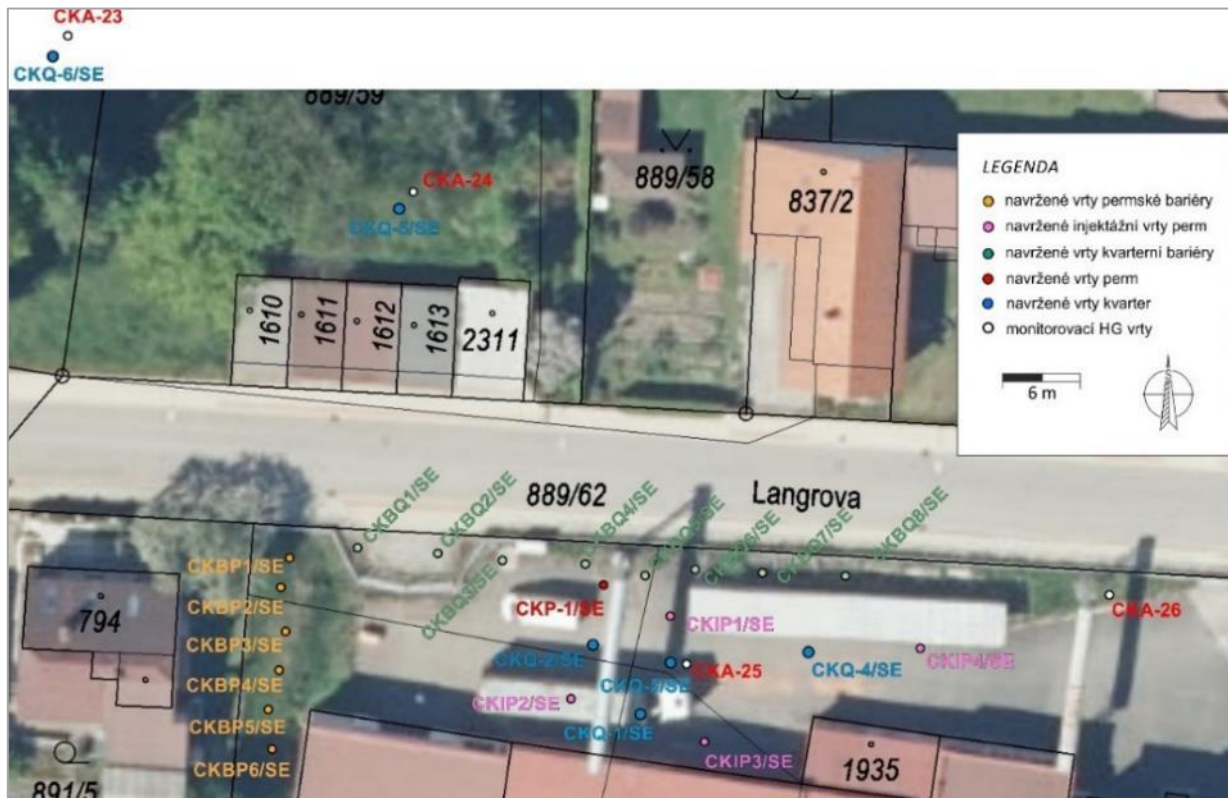 CKA-23
CKQ-6/SE
889/59
CKA-24
CKQ-5/SE
889/58
837/2
LEGENDA
navržené vrty permské bariéry
navržené injektážní vrty perm
navržené vrty kvarterní bariéry
navržené vrty perm
navržené vrty kvarter
monitorovací HG vrty
6 m
1610
1611
1612
1613
2311
889/62
Langrova
CKBQ1/SE
CKBQ2/SE
CKBQ3/SE
CKBQ4/SE
CKBQ5/SE
CKBQ6/SE
CKBQ7/SE
CKBQ8/SE
CKBP1/SE
CKBP2/SE
CKBP3/SE
CKBP4/SE
CKBP5/SE
CKBP6/SE
794
891/5
CKP-1/SE
CKIP1/SE
CKA-26
CKQ-2/SE
CKQ-3/SE
CKA-25
CKQ-4/SE
CKIP4/SE
CKIP2/SE
CKQ-1/SE
CKIP3/SE
1935